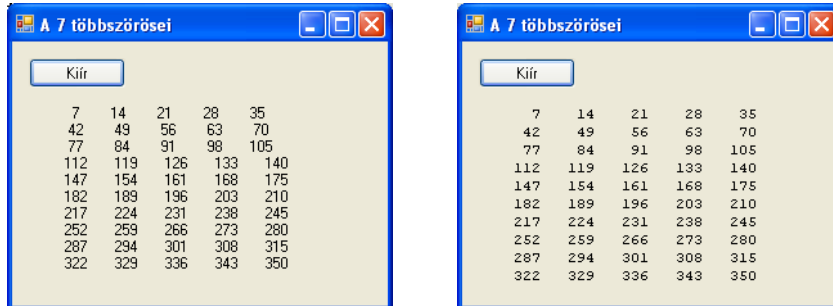 A 7 többszörösei
Kiír
7 14 21 28 35
42 49 56 63 70
77 84 91 98 105
112 119 126 133 140
147 154 161 168 175
182 189 196 203 210
217 224 231 238 245
252 259 266 273 280
287 294 301 308 315
322 329 336 343 350
A 7 többszörösei
Kiír
7 14 21 28 35
42 49 56 63 70
77 84 91 98 105
112 119 126 133 140
147 154 161 168 175
182 189 196 203 210
217 224 231 238 245
252 259 266 273 280
287 294 301 308 315
322 329 336 343 350